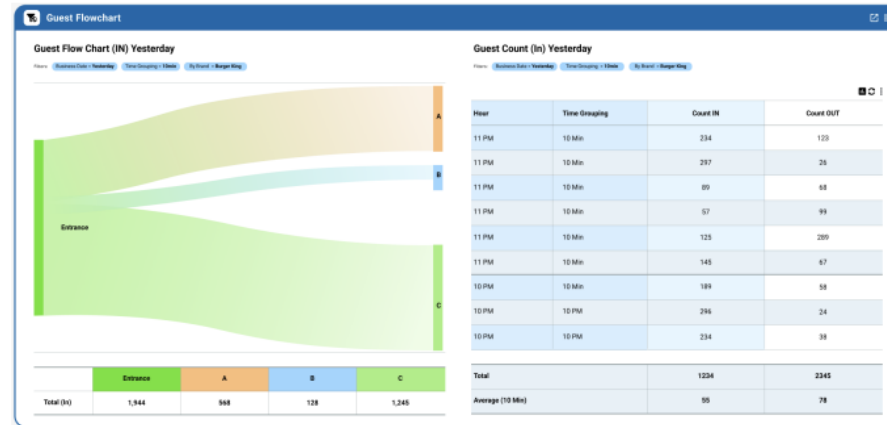 Guest Flowchart
Guest Flow Chart (IN) Yesterday
Filters: Business Date = Yesterday Time Grouping = 10min By Brand = Burger King
A
B
Entrance
C
Entrance A B C
Total (In) 1,944 568 128 1,245
Guest Count (In) Yesterday
Filters: Business Date = Yesterday Time Grouping = 10min By Brand = Burger King
Hour Time Grouping Count IN Count OUT
11 PM 10 Min 234 123
11 PM 10 Min 297 26
11 PM 10 Min 89 68
11 PM 10 Min 57 99
11 PM 10 Min 125 289
11 PM 10 Min 145 67
10 PM 10 Min 189 58
10 PM 10 PM 296 24
10 PM 10 PM 234 38
Total 1234 2345
Average (10 Min) 55 78